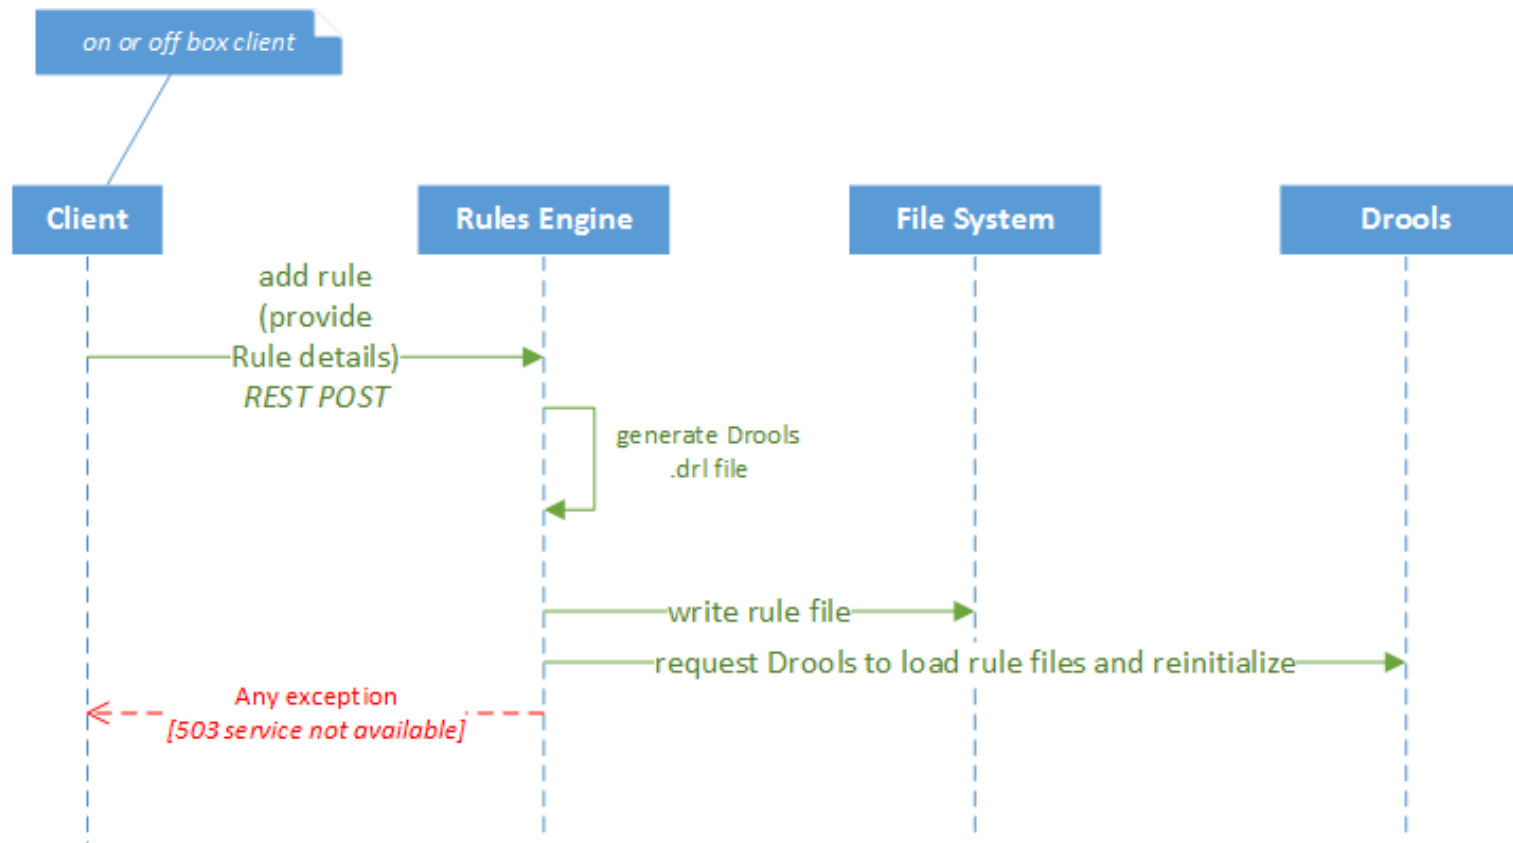 on or off box client
Client
Rules Engine
File System
Drools
add rule
(provide
Rule details)
REST POST
generate Drools
.drl file
write rule file
request Drools to load rule files and reinitialize
Any exception
[503 service not available]